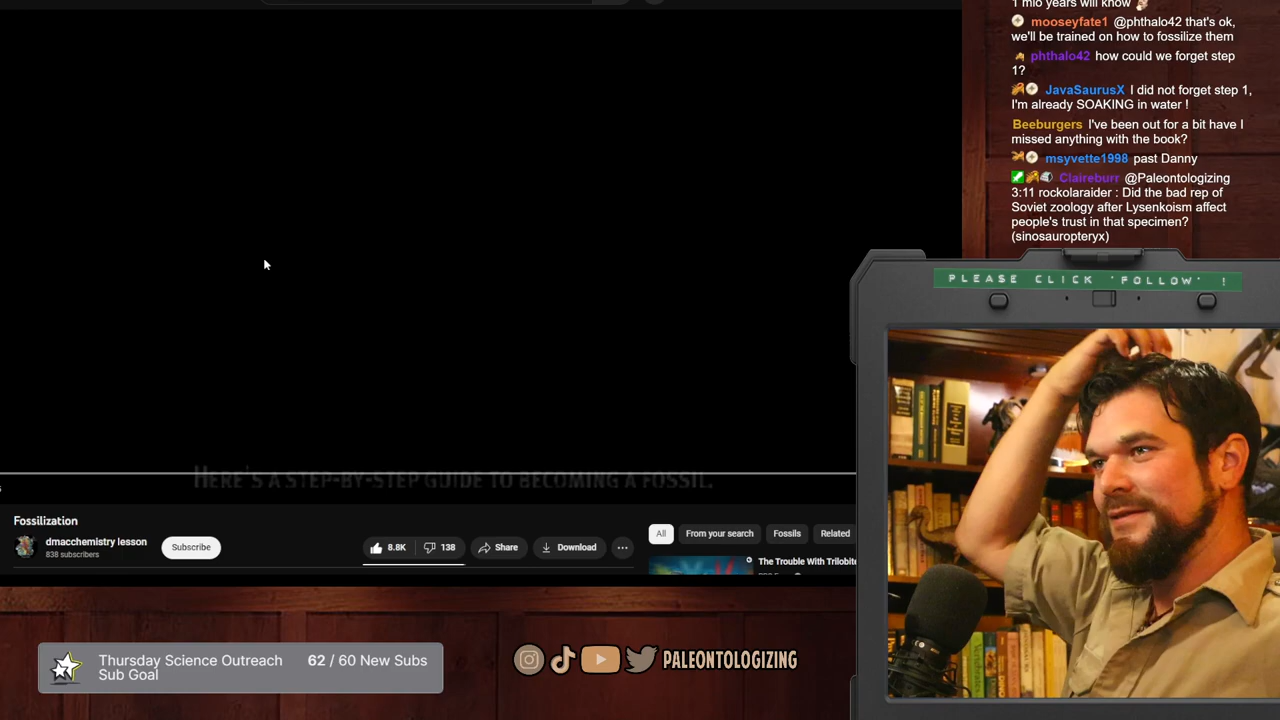 HERE'S A STEP-BY-STEP GUIDE TO BECOMING A FOSSIL.
Fossilization
dmacchemistry lesson
838 subscribers
Subscribe
8.8K
138
Share
Download
All
From your search
Fossils
Related
The Trouble With Trilobite
Thursday Science Outreach
Sub Goal
62 / 60 New Subs
PALEONTOLOGIZING
1 mio years will know
mooseyfate1 @phthalo42 that's ok,
we'll be trained on how to fossilize them
phthalo42 how could we forget step
1?
JavaSaurusX I did not forget step 1,
I'm already SOAKING in water !
Beeburgers I've been out for a bit have I
missed anything with the book?
msyvette1998 past Danny
Claireburr @Paleontologizing
3:11 rockolaraider : Did the bad rep of
Soviet zoology after Lysenkoism affect
people's trust in that specimen?
(sinosauropteryx)
PLEASE CLICK 'FOLLOW' !